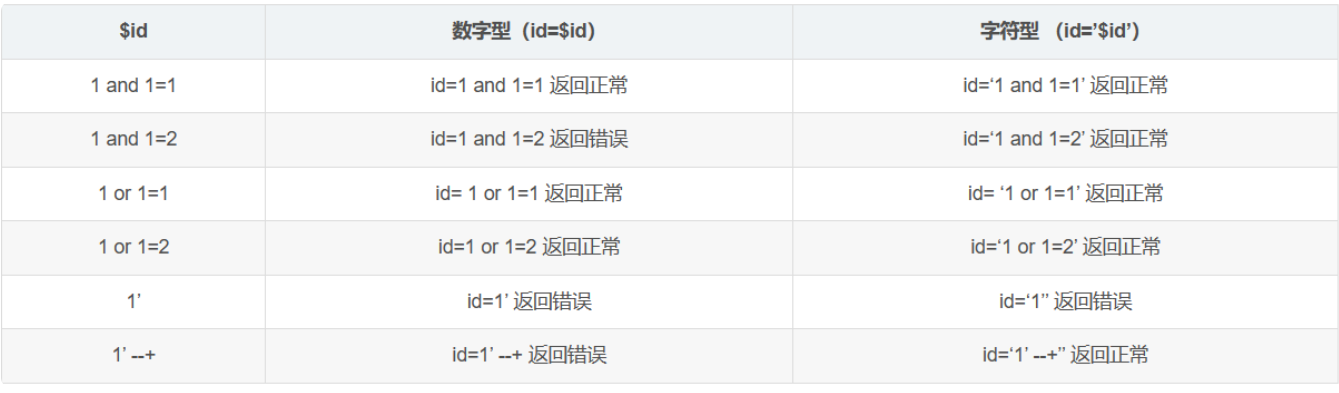 $id 数字型（id=$id） 字符型 （id=’$id’）
1 and 1=1 id=1 and 1=1 返回正常 id=‘1 and 1=1’ 返回正常
1 and 1=2 id=1 and 1=2 返回错误 id=‘1 and 1=2’ 返回正常
1 or 1=1 id= 1 or 1=1 返回正常 id= ‘1 or 1=1’ 返回正常
1 or 1=2 id=1 or 1=2 返回正常 id=‘1 or 1=2’ 返回正常
1’ id=1’ 返回错误 id=‘1’’ 返回错误
1’ --+ id=1’ --+ 返回错误 id=‘1’ --+’’ 返回正常